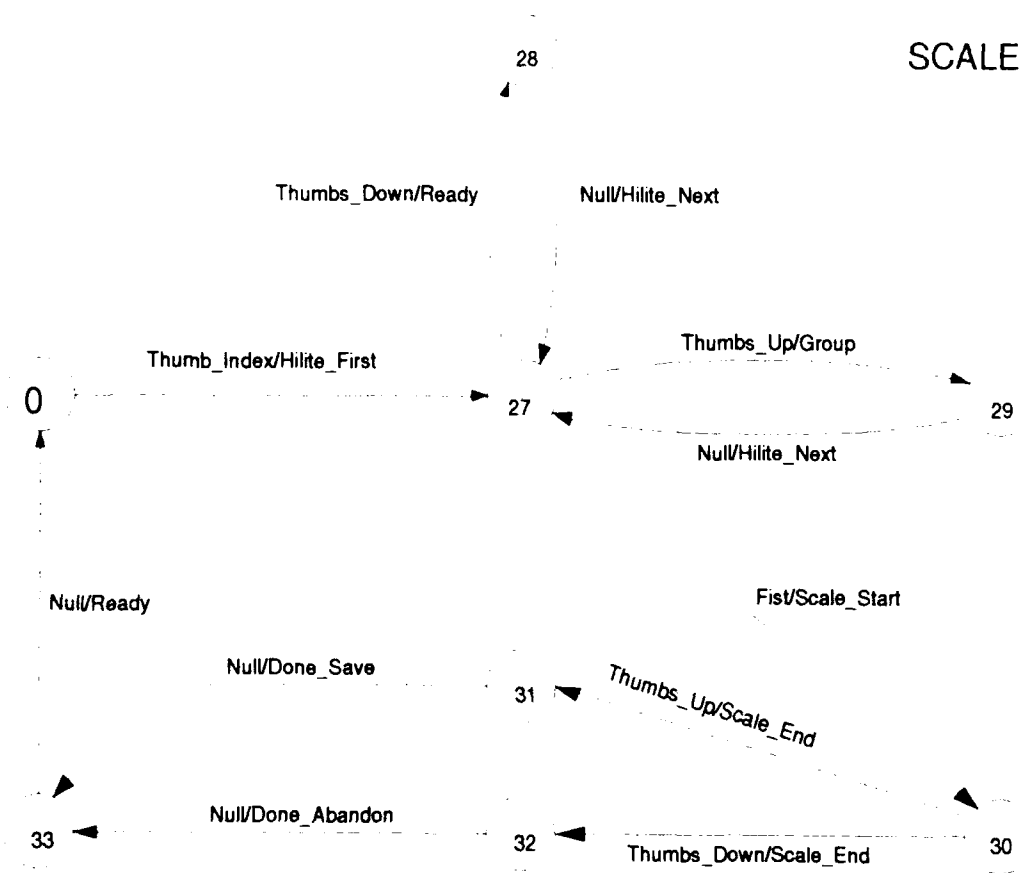 28
SCALE
Thumbs_Down/Ready
Null/Hilite_Next
Thumbs_Up/Group
Thumb_Index/Hilite_First
0
27
29
Null/Hilite_Next
Null/Ready
Fist/Scale_Start
Null/Done_Save
31
Thumbs_Up/Scale_End
Null/Done_Abandon
33
32
30
Thumbs_Down/Scale_End